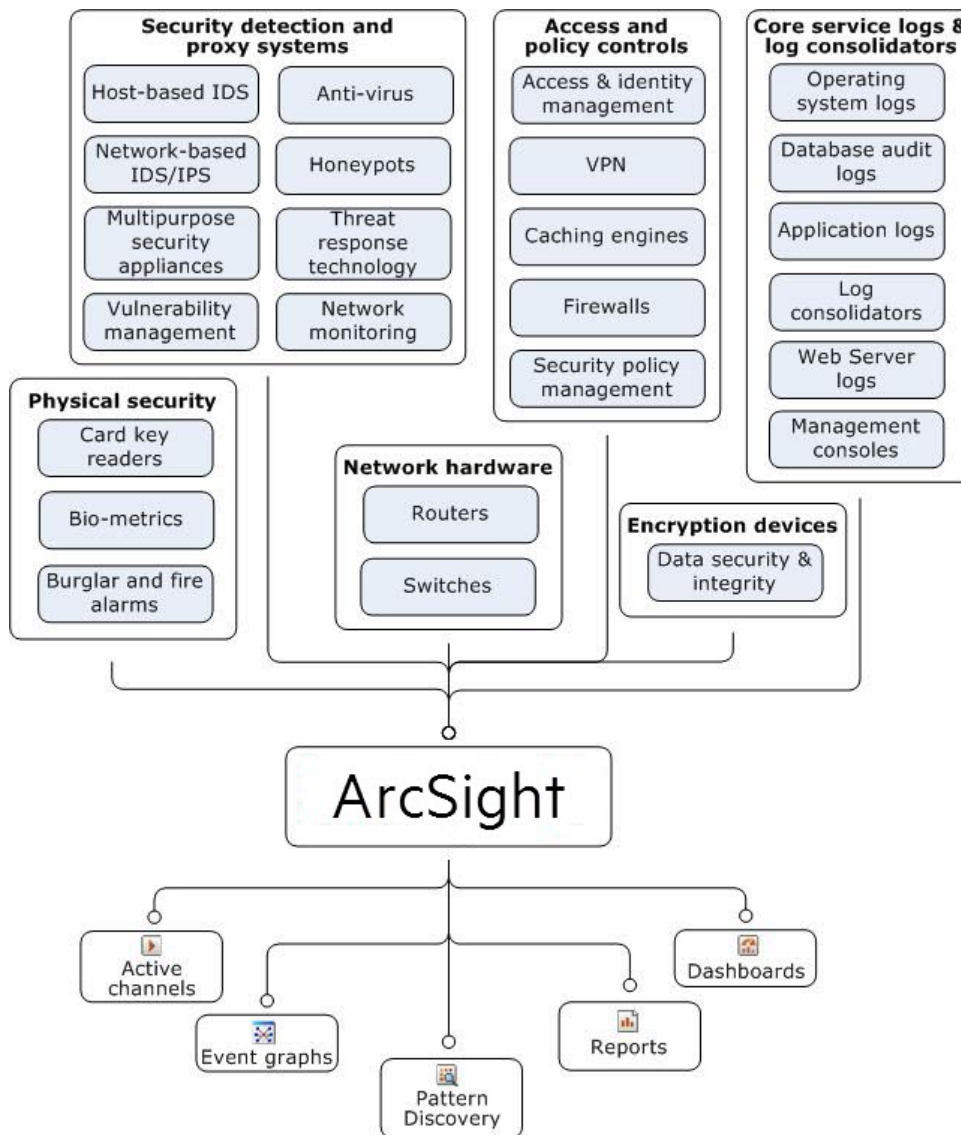 Security detection and
proxy systems
Host-based IDS
Anti-virus
Network-based
IDS/IPS
Honeypots
Multipurpose
security
appliances
Threat
response
technology
Vulnerability
management
Network
monitoring
Access and
policy controls
Access & identity
management
VPN
Caching engines
Firewalls
Security policy
management
Core service logs &
log consolidators
Operating
system logs
Database audit
logs
Application logs
Log
consolidators
Web Server
logs
Management
consoles
Physical security
Card key
readers
Bio-metrics
Burglar and fire
alarms
Network hardware
Routers
Switches
Encryption devices
Data security &
integrity
ArcSight
Active
channels
Event graphs
Pattern
Discovery
Reports
Dashboards